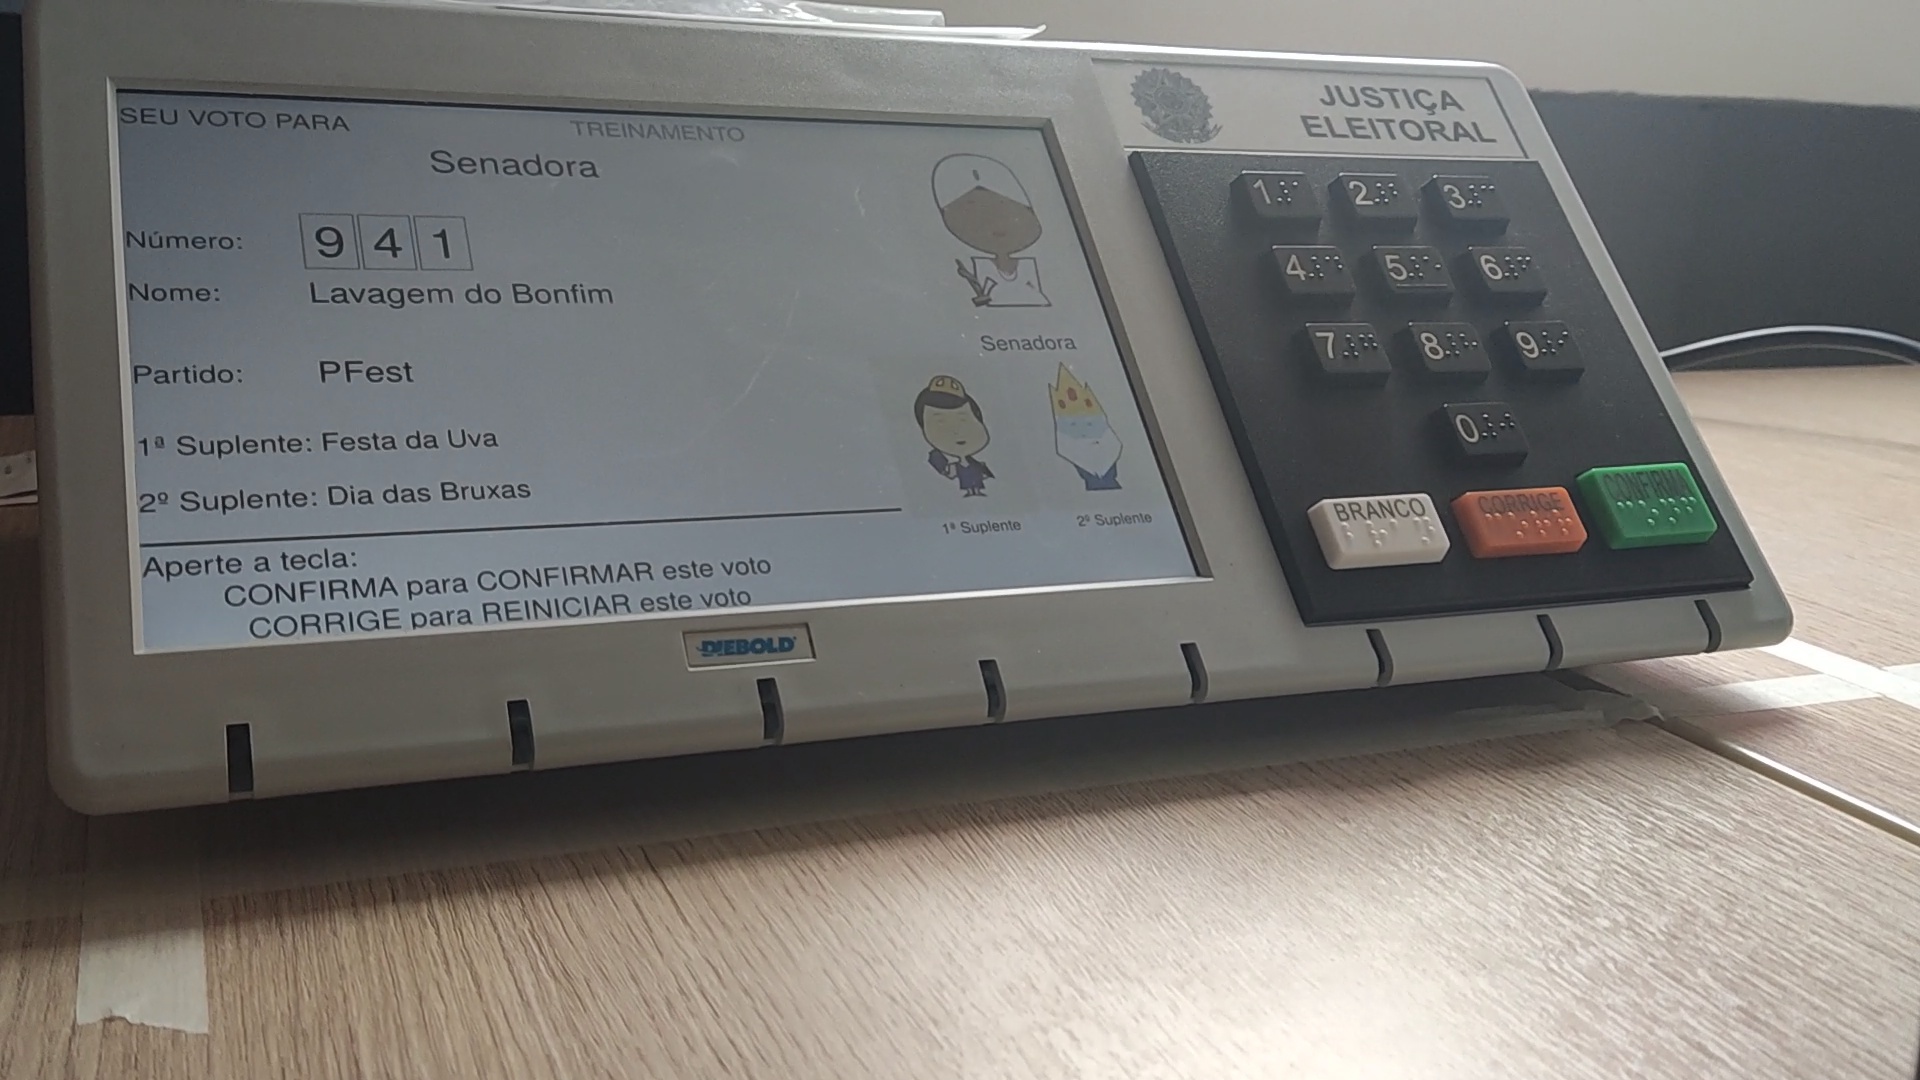 SEU VOTO PARA
TREINAMENTO
Senadora
Número: 9 4 1
Nome: Lavagem do Bonfim
Partido: PFest
1ª Suplente: Festa da Uva
2º Suplente: Dia das Bruxas
Aperte a tecla:
CONFIRMA para CONFIRMAR este voto
CORRIGE para REINICIAR este voto
Senadora
1ª Suplente
2º Suplente
DIEBOLD
JUSTIÇA
ELEITORAL
1 2 3
4 5 6
7 8 9
0
BRANCO CORRIGE CONFIRMA